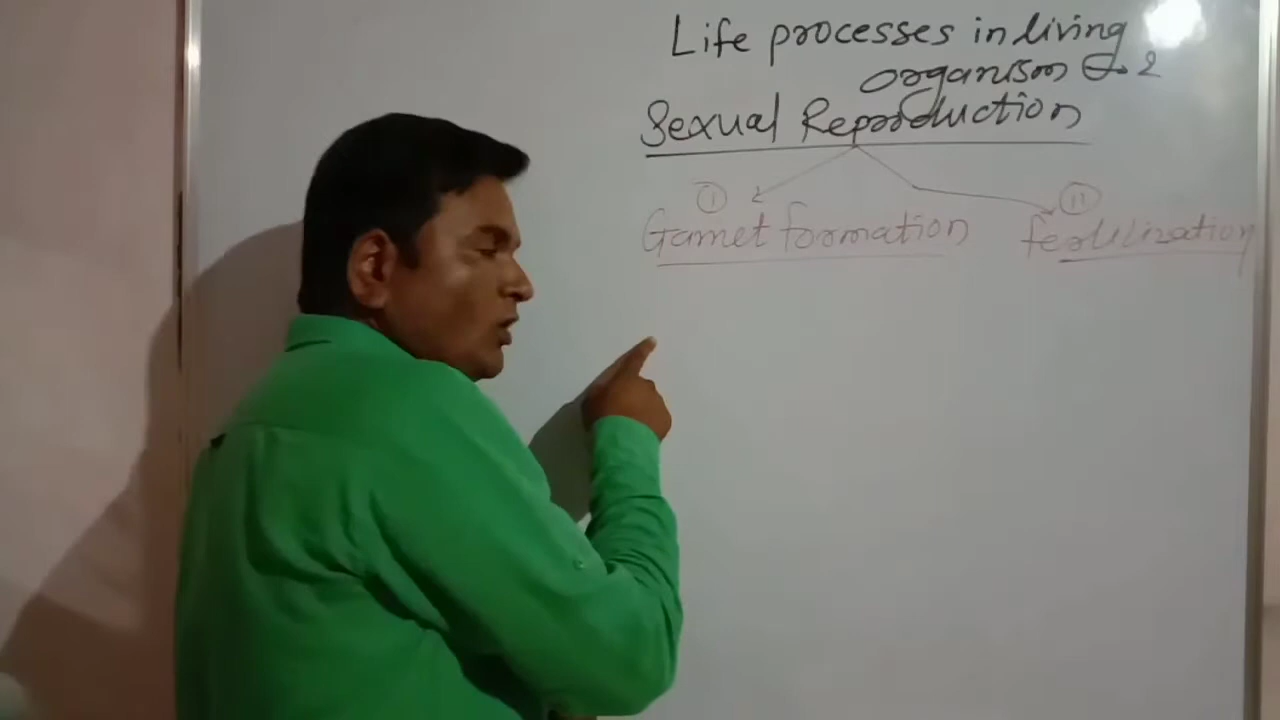 Life processes in living
organism 2
Sexual Reproduction
I II
Gamet formation fertilization